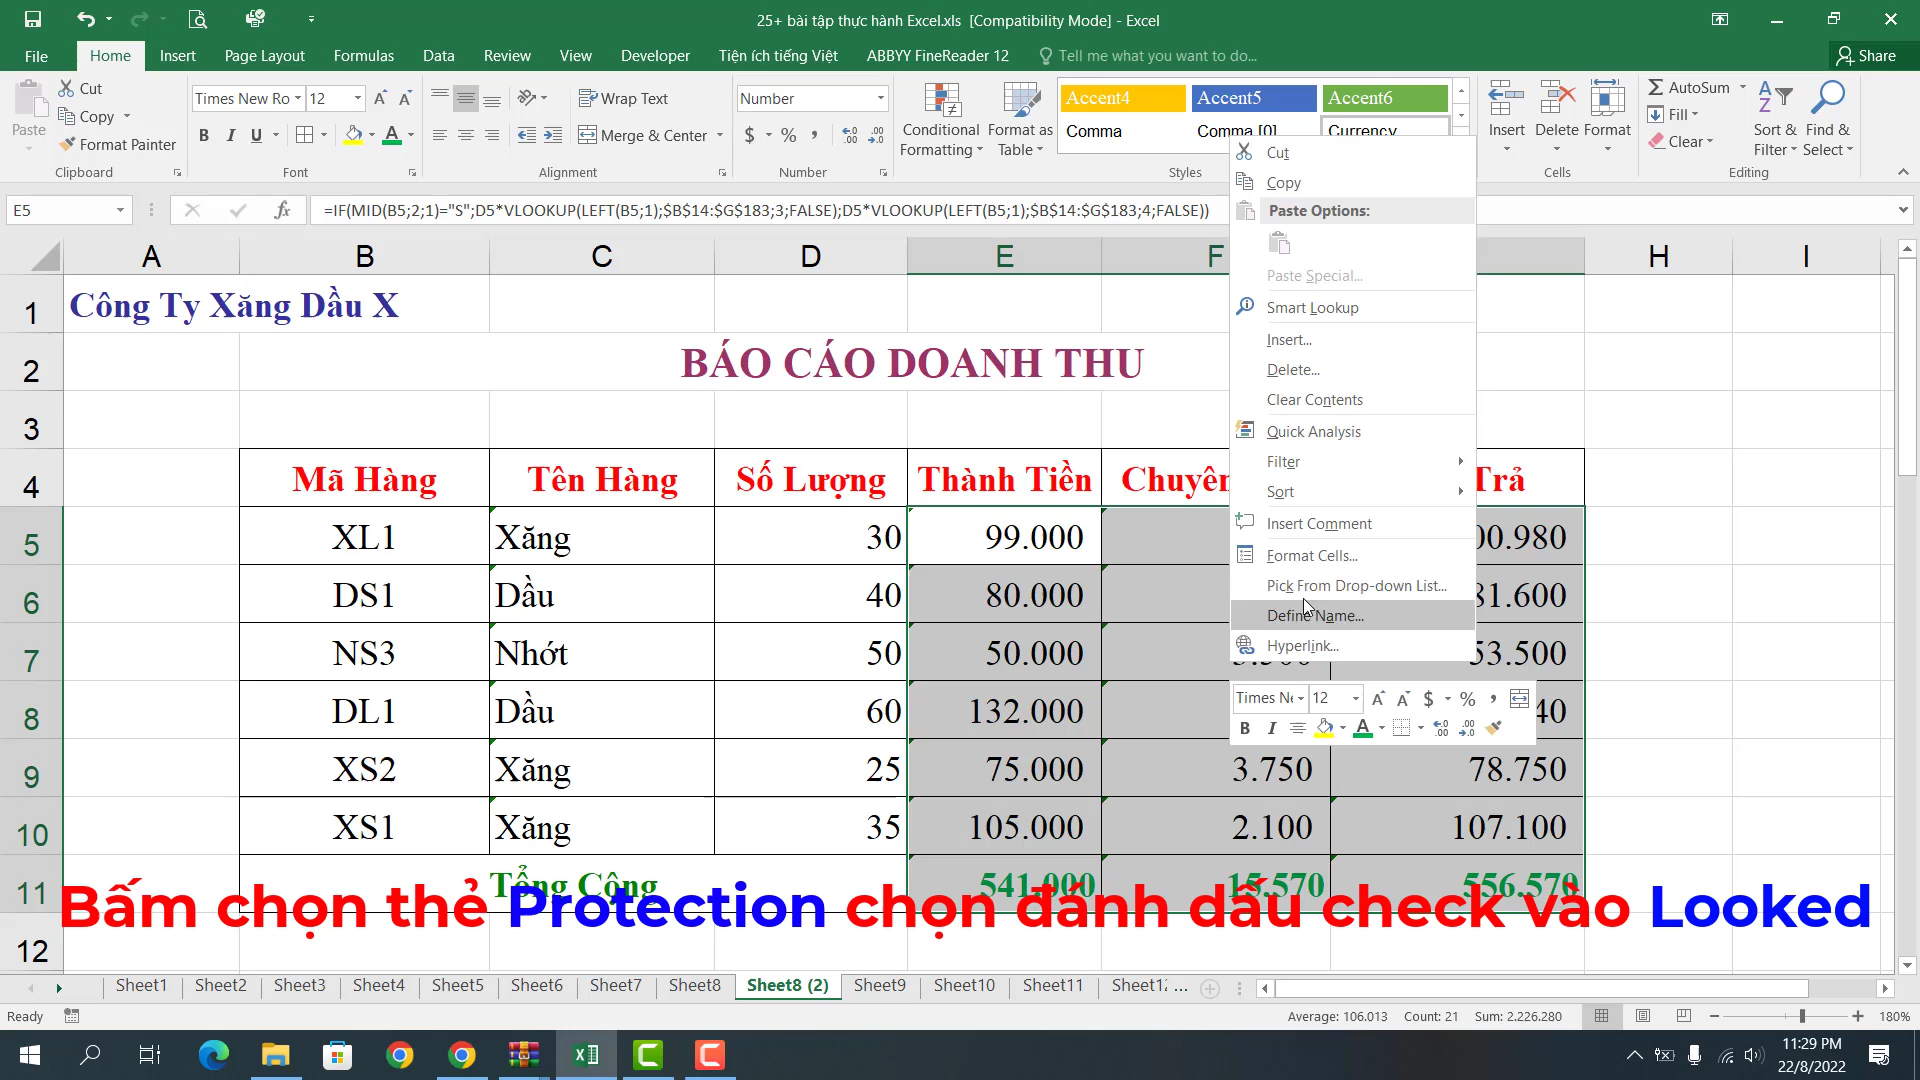 25+ bài tập thực hành Excel.xls [Compatibility Mode] - Excel
File Home Insert Page Layout Formulas Data Review View Developer Tiện ích tiếng Việt ABBYY FineReader 12 Tell me what you want to do... Share
Paste
Cut
Copy
Format Painter
Clipboard
Times New Ro 12
B I U
Font
Wrap Text
Merge & Center
Alignment
Number
$ % ,
Number
Conditional Formatting
Format as Table
Accent4 Accent5 Accent6
Comma Comma [0] Currency
Styles
Insert Delete Format
Cells
AutoSum
Fill
Clear
Sort & Filter
Find & Select
Editing
E5
fx
=IF(MID(B5;2;1)="S";D5*VLOOKUP(LEFT(B5;1);$B$14:$G$183;3;FALSE);D5*VLOOKUP(LEFT(B5;1);$B$14:$G$183;4;FALSE))
A B C D E F H I
1 Công Ty Xăng Dầu X
2 BÁO CÁO DOANH THU
3
4 Mã Hàng Tên Hàng Số Lượng Thành Tiền Chuyên Trả
5 XL1 Xăng 30 99.000 00.980
6 DS1 Dầu 40 80.000 81.600
7 NS3 Nhớt 50 50.000 53.500
8 DL1 Dầu 60 132.000 40
9 XS2 Xăng 25 75.000 3.750 78.750
10 XS1 Xăng 35 105.000 2.100 107.100
11 Tổng Cộng 541.000 15.570 556.570
12
Cut
Copy
Paste Options:
Paste Special...
Smart Lookup
Insert...
Delete...
Clear Contents
Quick Analysis
Filter
Sort
Insert Comment
Format Cells...
Pick From Drop-down List...
Define Name...
Hyperlink...
Times Ne 12 A A $ % ,
B I A
Bấm chọn thẻ Protection chọn đánh dấu check vào Looked
Sheet1 Sheet2 Sheet3 Sheet4 Sheet5 Sheet6 Sheet7 Sheet8 Sheet8 (2) Sheet9 Sheet10 Sheet11 Sheet12 ...
Ready
Average: 106.013 Count: 21 Sum: 2.226.280
180%
11:29 PM
22/8/2022